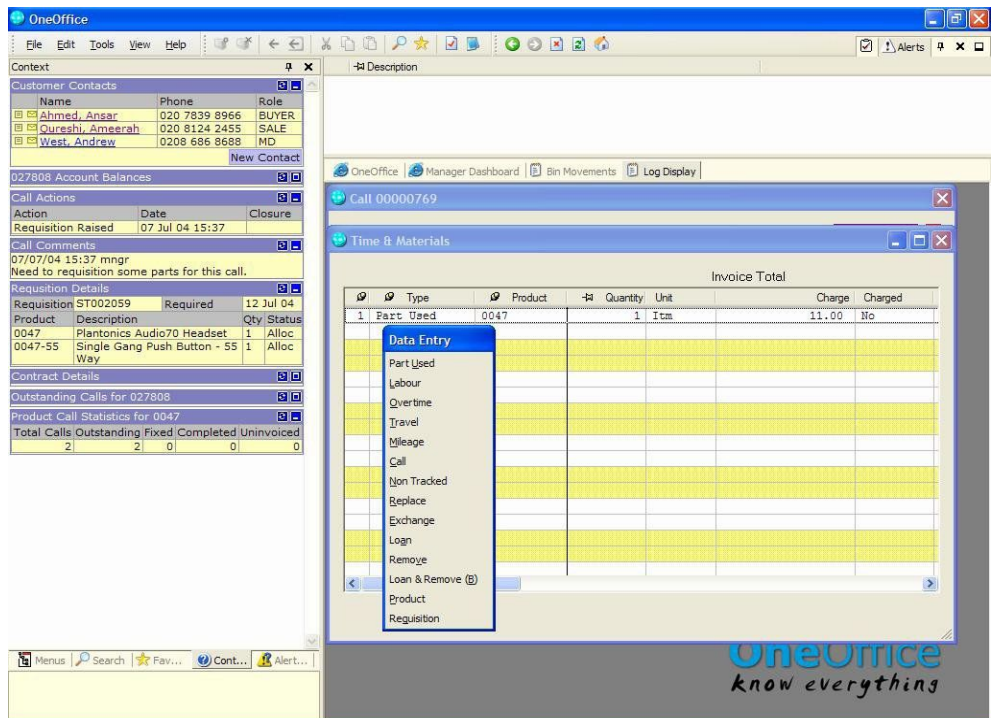 OneOffice
File Edit Tools View Help
Alerts
Context
Description
Customer Contacts
Name Phone Role
Ahmed, Ansar 020 7839 8966 BUYER
Qureshi, Ameerah 020 8124 2455 SALE
West, Andrew 0208 686 8688 MD
New Contact
027808 Account Balances
Call Actions
Action Date Closure
Requisition Raised 07 Jul 04 15:37
Call Comments
07/07/04 15:37 mngr
Need to requisition some parts for this call.
Requsition Details
Requisition ST002059 Required 12 Jul 04
Product Description Qty Status
0047 Plantonics Audio70 Headset 1 Alloc
0047-55 Single Gang Push Button - 55 1 Alloc
Way
Contract Details
Outstanding Calls for 027808
Product Call Statistics for 0047
Total Calls Outstanding Fixed Completed Uninvoiced
2 2 0 0 0
Menus Search Fav... Cont... Alert...
OneOffice Manager Dashboard Bin Movements Log Display
Call 00000769
Time & Materials
Invoice Total
Type Product Quantity Unit Charge Charged
1 Part Used 0047 1 Itm 11.00 No
Data Entry
Part Used
Labour
Overtime
Travel
Mileage
Call
Non Tracked
Replace
Exchange
Loan
Remove
Loan & Remove (B)
Product
Requisition
OneOffice
know everything